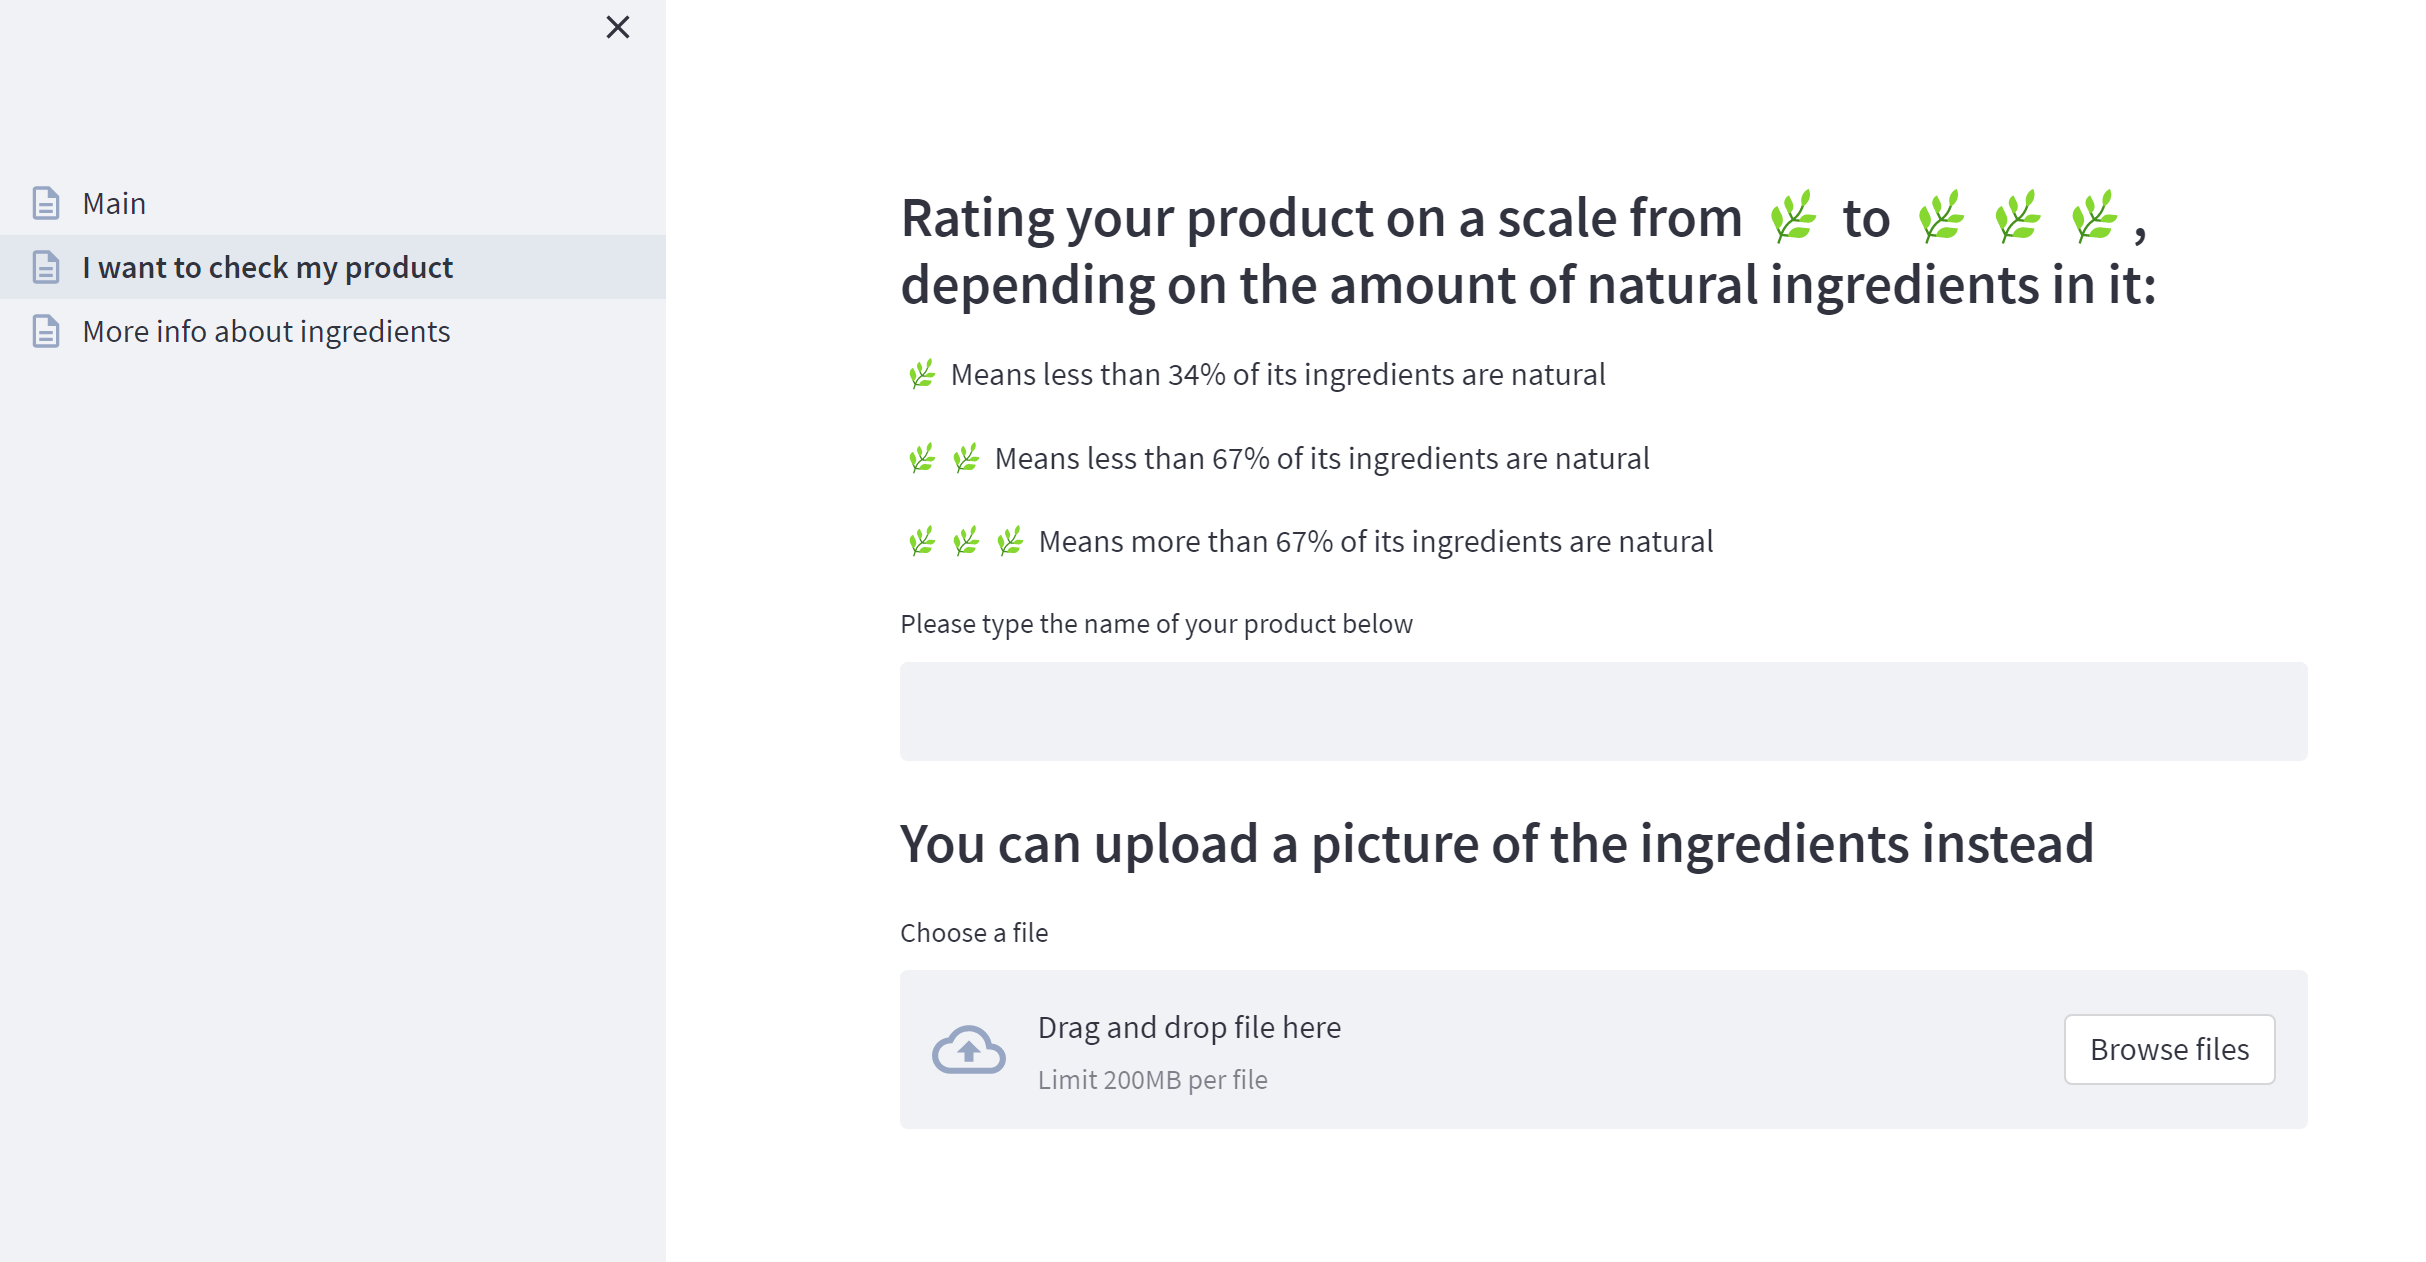 Main
I want to check my product
More info about ingredients
Rating your product on a scale from 🌿 to 🌿 🌿 🌿 ,
depending on the amount of natural ingredients in it:
🌿 Means less than 34% of its ingredients are natural
🌿 🌿 Means less than 67% of its ingredients are natural
🌿 🌿 🌿 Means more than 67% of its ingredients are natural
Please type the name of your product below
You can upload a picture of the ingredients instead
Choose a file
Drag and drop file here
Limit 200MB per file
Browse files